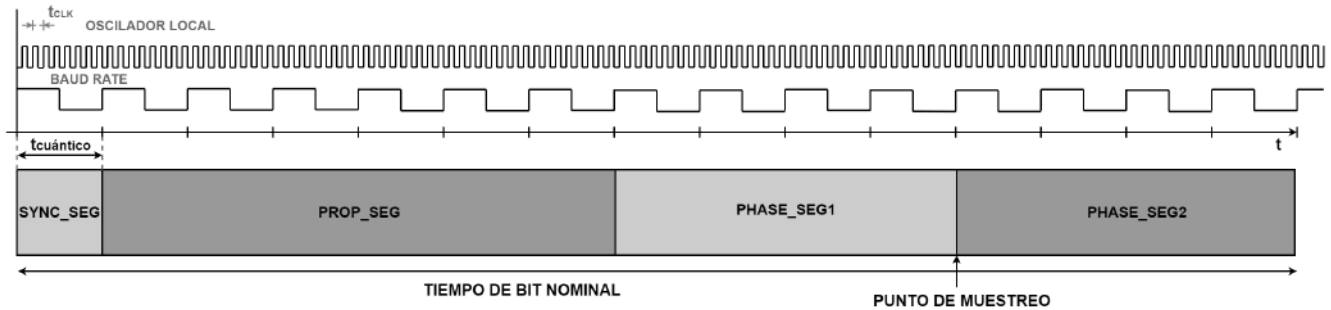 tCLK
OSCILADOR LOCAL
BAUD RATE
tcuántico
t
SYNC_SEG
PROP_SEG
PHASE_SEG1
PHASE_SEG2
TIEMPO DE BIT NOMINAL
PUNTO DE MUESTREO